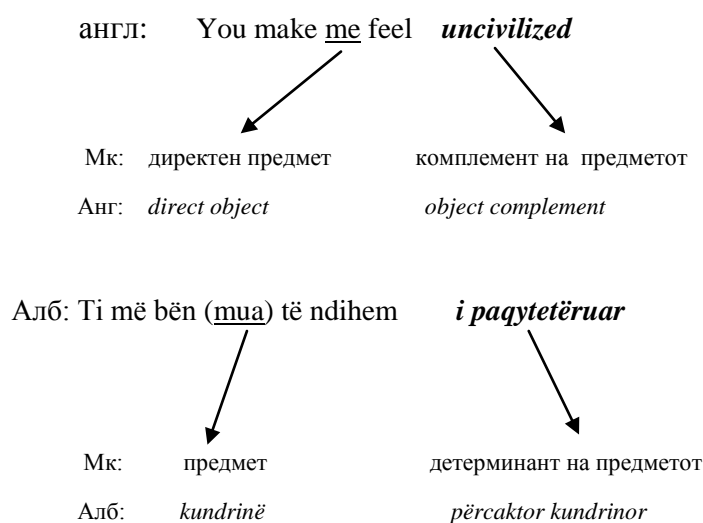 англ: You make me feel uncivilized
Мк: директен предмет комплемент на предметот
Анг: direct object object complement
Алб: Ti më bën (mua) të ndihem i paqytetëruar
Мк: предмет детерминант на предметот
Алб: kundrinë përcaktor kundrinor